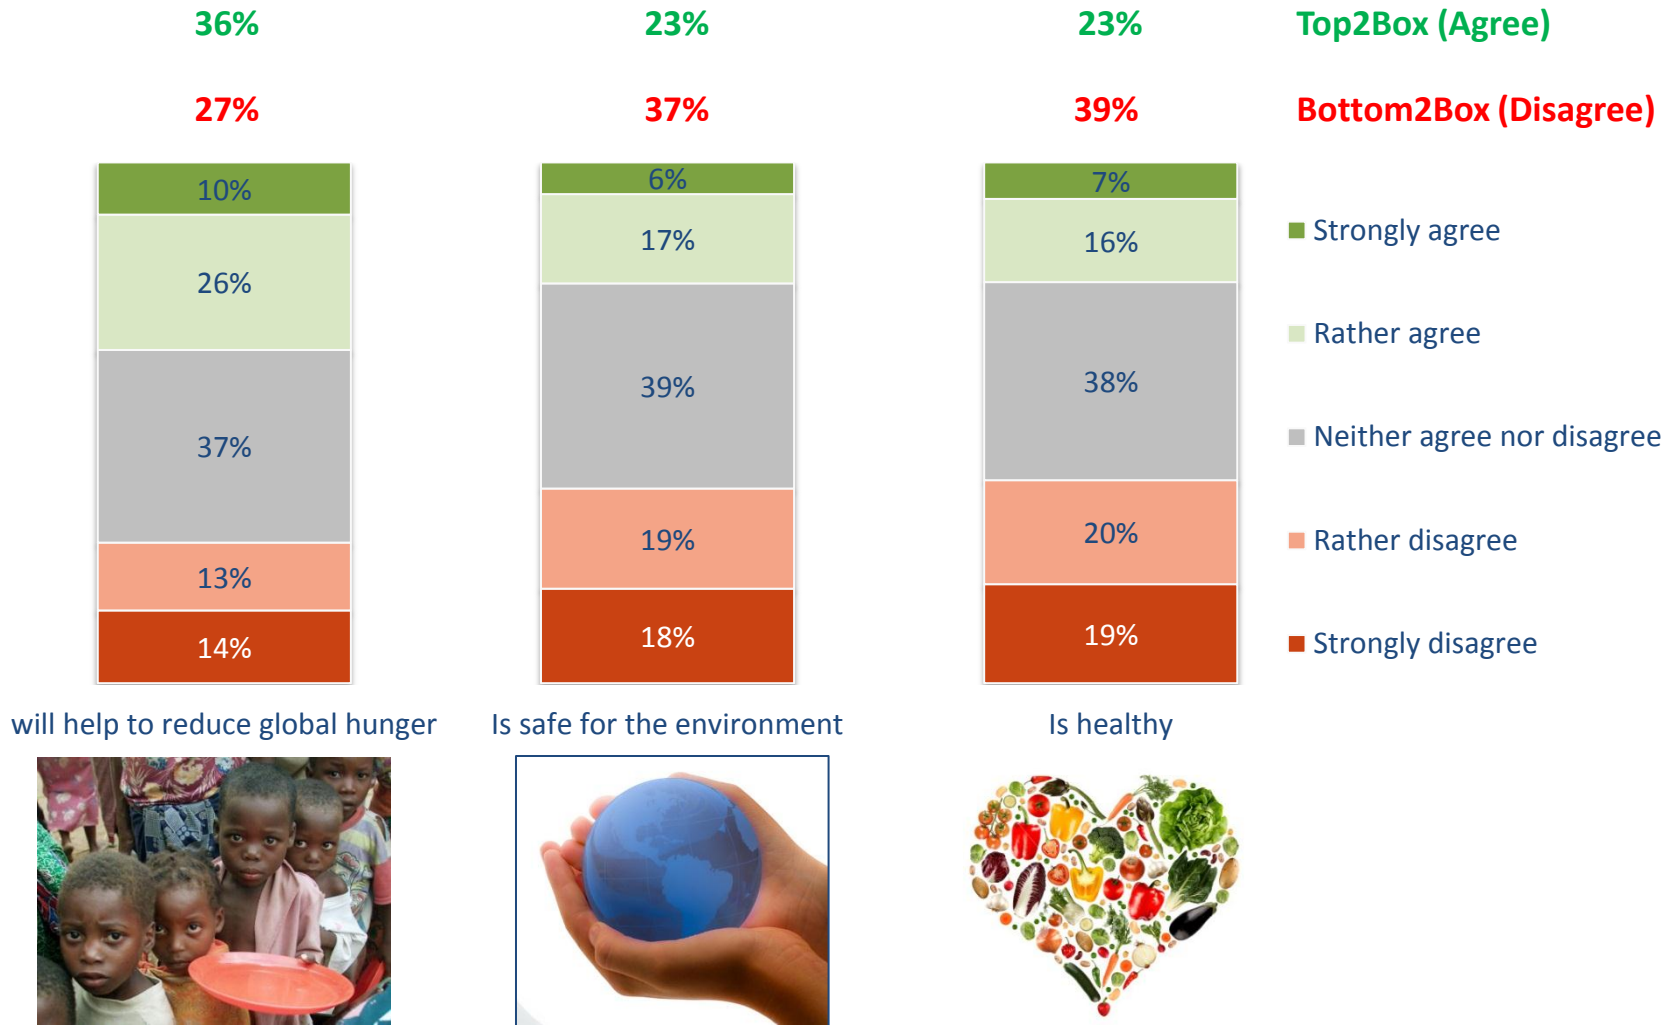 36% 23% 23% Top2Box (Agree)
27% 37% 39% Bottom2Box (Disagree)
10% 6% 7%
26% 17% 16%
37% 39% 38%
13% 19% 20%
14% 18% 19%
Strongly agree
Rather agree
Neither agree nor disagree
Rather disagree
Strongly disagree
will help to reduce global hunger Is safe for the environment Is healthy